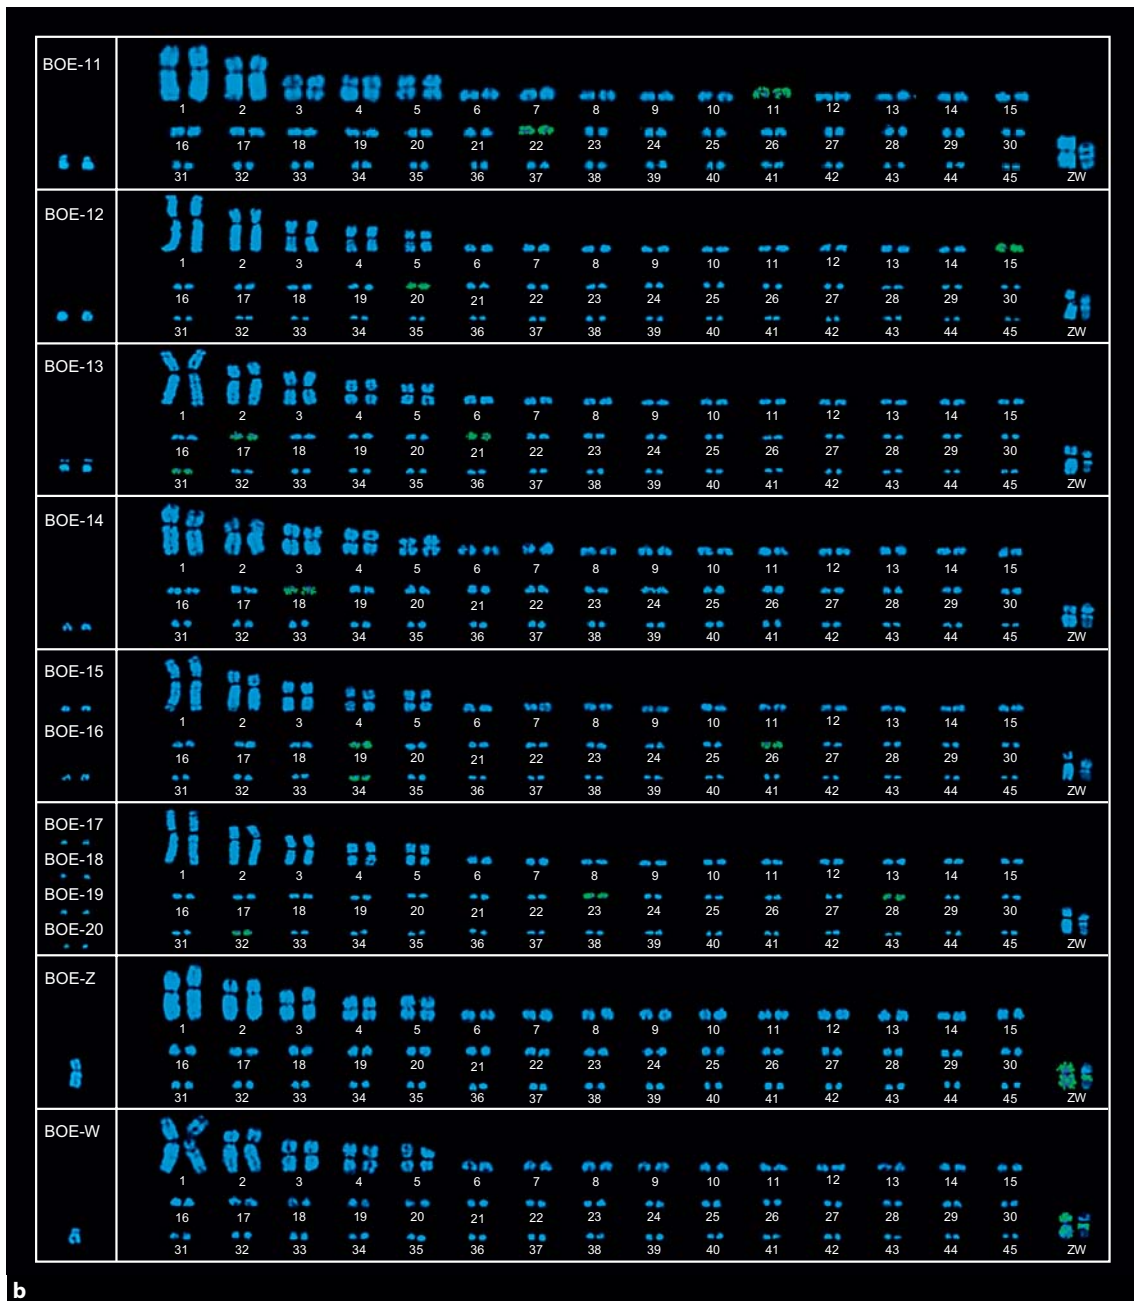 BOE-11
1 2 3 4 5 6 7 8 9 10 11 12 13 14 15
16 17 18 19 20 21 22 23 24 25 26 27 28 29 30
31 32 33 34 35 36 37 38 39 40 41 42 43 44 45 ZW
BOE-12
1 2 3 4 5 6 7 8 9 10 11 12 13 14 15
16 17 18 19 20 21 22 23 24 25 26 27 28 29 30
31 32 33 34 35 36 37 38 39 40 41 42 43 44 45 ZW
BOE-13
1 2 3 4 5 6 7 8 9 10 11 12 13 14 15
16 17 18 19 20 21 22 23 24 25 26 27 28 29 30
31 32 33 34 35 36 37 38 39 40 41 42 43 44 45 ZW
BOE-14
1 2 3 4 5 6 7 8 9 10 11 12 13 14 15
16 17 18 19 20 21 22 23 24 25 26 27 28 29 30
31 32 33 34 35 36 37 38 39 40 41 42 43 44 45 ZW
BOE-15
1 2 3 4 5 6 7 8 9 10 11 12 13 14 15
BOE-16
16 17 18 19 20 21 22 23 24 25 26 27 28 29 30
31 32 33 34 35 36 37 38 39 40 41 42 43 44 45 ZW
BOE-17
BOE-18
1 2 3 4 5 6 7 8 9 10 11 12 13 14 15
BOE-19
16 17 18 19 20 21 22 23 24 25 26 27 28 29 30
BOE-20
31 32 33 34 35 36 37 38 39 40 41 42 43 44 45 ZW
BOE-Z
1 2 3 4 5 6 7 8 9 10 11 12 13 14 15
16 17 18 19 20 21 22 23 24 25 26 27 28 29 30
31 32 33 34 35 36 37 38 39 40 41 42 43 44 45 ZW
BOE-W
1 2 3 4 5 6 7 8 9 10 11 12 13 14 15
16 17 18 19 20 21 22 23 24 25 26 27 28 29 30
31 32 33 34 35 36 37 38 39 40 41 42 43 44 45 ZW
b